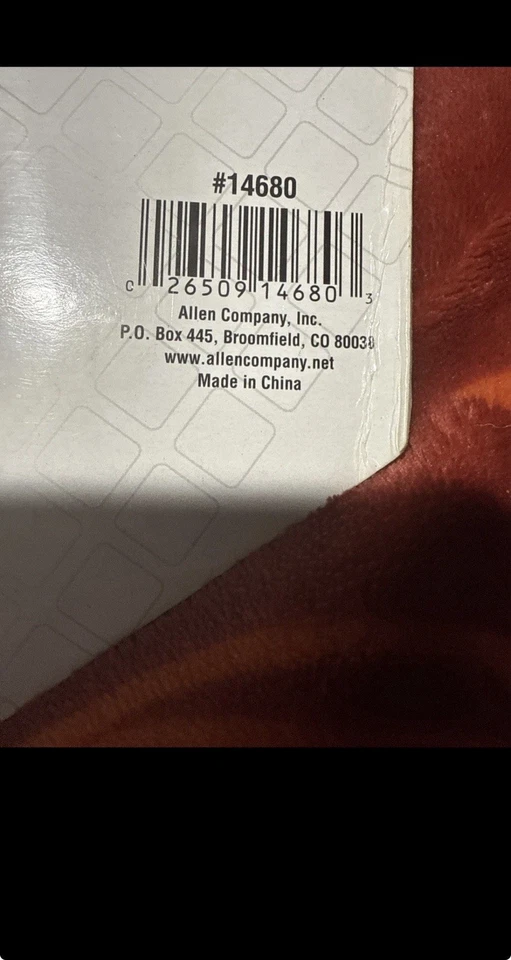 #14680
0 26509 14680 3
Allen Company, Inc.
P.O. Box 445, Broomfield, CO 80038
www.allencompany.net
Made in China